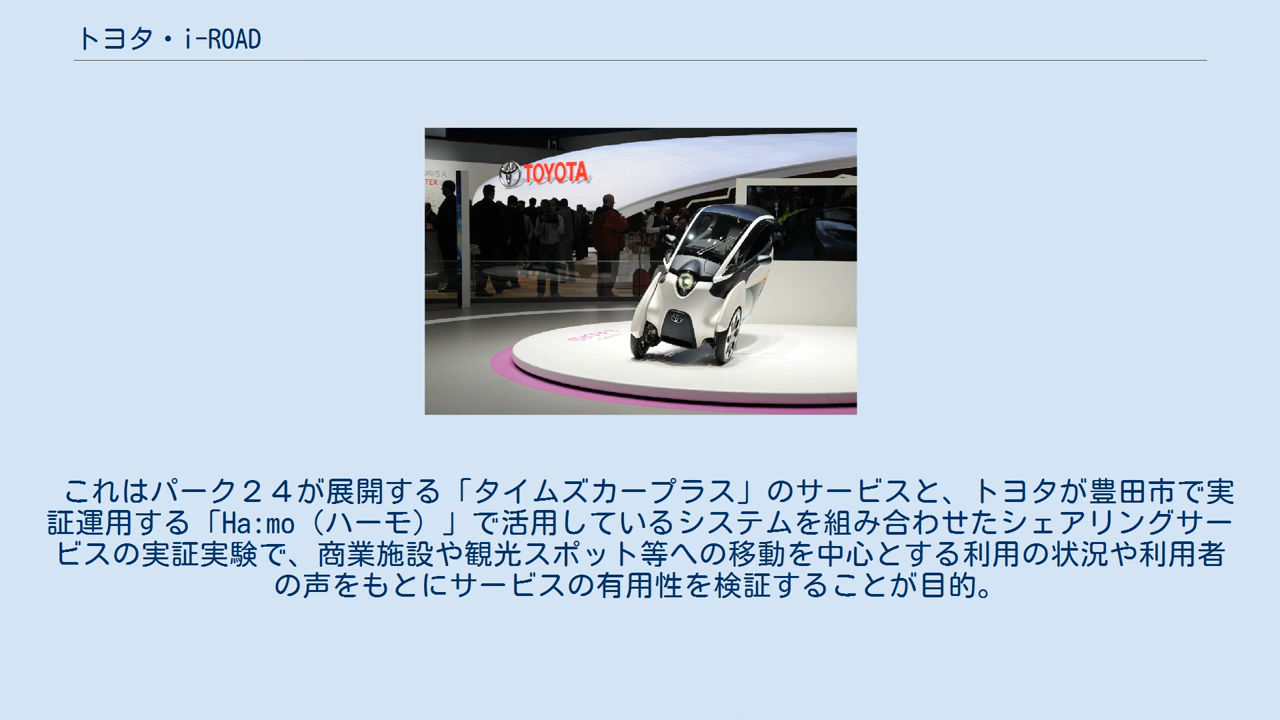 トヨタ・i-ROAD
TOYOTA
これはパーク２４が展開する「タイムズカープラス」のサービスと、トヨタが豊田市で実
証運用する「Ha:mo（ハーモ）」で活用しているシステムを組み合わせたシェアリングサー
ビスの実証実験で、商業施設や観光スポット等への移動を中心とする利用の状況や利用者
の声をもとにサービスの有用性を検証することが目的。